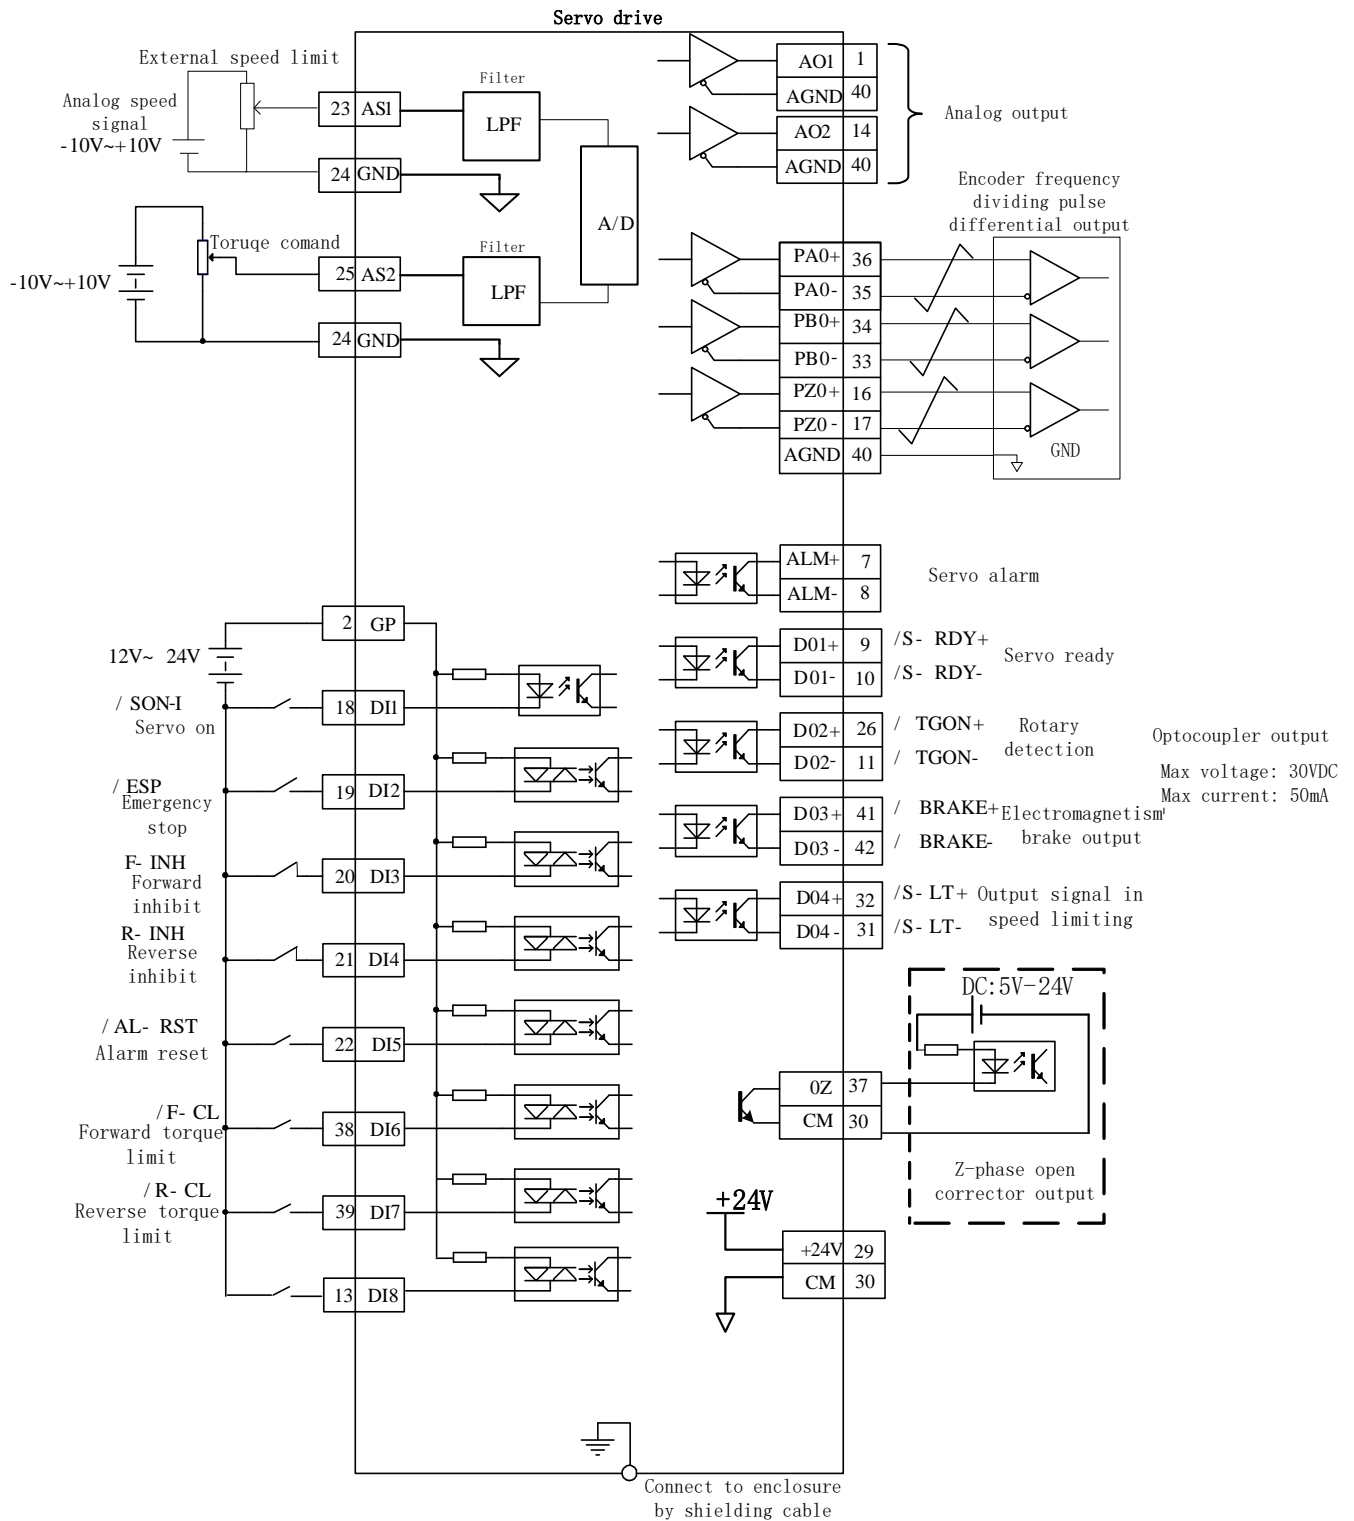 Servo drive
External speed limit
Analog speed
signal
-10V~+10V
23 AS1
24 GND
Filter
LPF
A/D
Toruqe comand
-10V~+10V
25 AS2
24 GND
Filter
LPF
AO1 1
AGND 40
AO2 14
AGND 40
Analog output
Encoder frequency
dividing pulse
differential output
PA0+ 36
PA0- 35
PB0+ 34
PB0- 33
PZ0+ 16
PZ0- 17
AGND 40
GND
ALM+ 7
ALM- 8
Servo alarm
D01+ 9 /S- RDY+
D01- 10 /S- RDY-
Servo ready
D02+ 26 / TGON+
D02- 11 / TGON-
Rotary
detection
D03+ 41 / BRAKE+
D03- 42 / BRAKE-
Electromagnetism
brake output
D04+ 32 /S- LT+
D04- 31 /S- LT-
Output signal in
speed limiting
Optocoupler output
Max voltage: 30VDC
Max current: 50mA
2 GP
12V~ 24V
/ SON-I
Servo on
18 DI1
/ ESP
Emergency
stop
19 DI2
F- INH
Forward
inhibit
20 DI3
R- INH
Reverse
inhibit
21 DI4
/ AL- RST
Alarm reset
22 DI5
/F- CL
Forward torque
limit
38 DI6
/ R- CL
Reverse torque
limit
39 DI7
13 DI8
DC:5V-24V
0Z 37
CM 30
Z-phase open
corrector output
+24V
+24V 29
CM 30
Connect to enclosure
by shielding cable